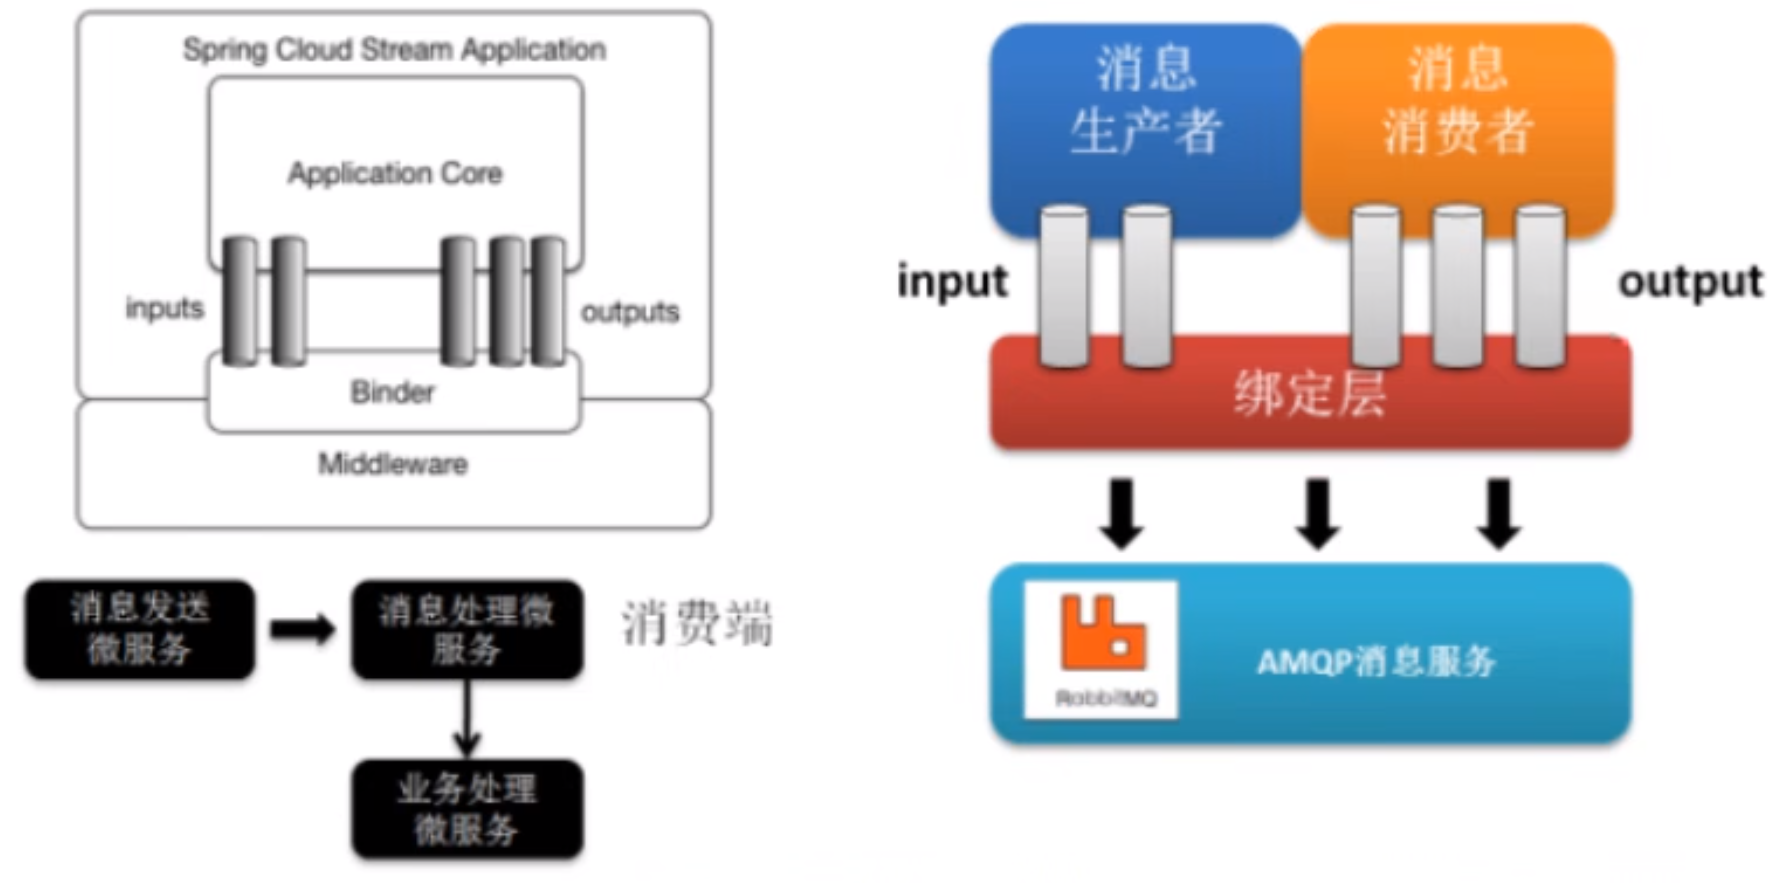 Spring Cloud Stream Application
Application Core
inputs
outputs
Binder
Middleware
消息发送
微服务
消息处理微
服务
消费端
业务处理
微服务
消息
生产者
消息
消费者
input
output
绑定层
RabbitMQ
AMQP消息服务